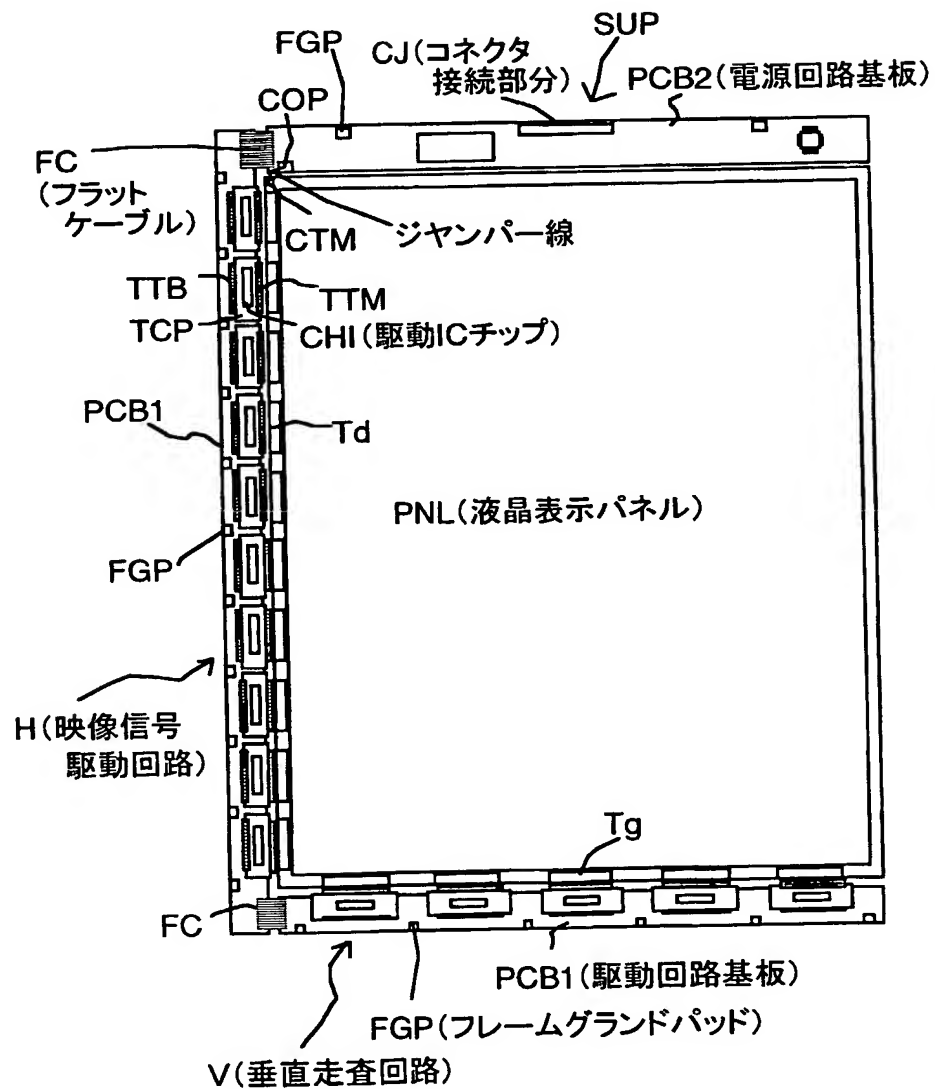 FGP
CJ(コネクタ
接続部分)
SUP
PCB2(電源回路基板)
COP
FC
(フラット
ケーブル)
CTM
ジヤンパー線
TTB
TTM
TCP
CHI(駆動ICチップ)
PCB1
Td
PNL(液晶表示パネル)
FGP
H(映像信号
駆動回路)
Tg
FC
PCB1(駆動回路基板)
FGP(フレームグランドパッド)
V(垂直走査回路)